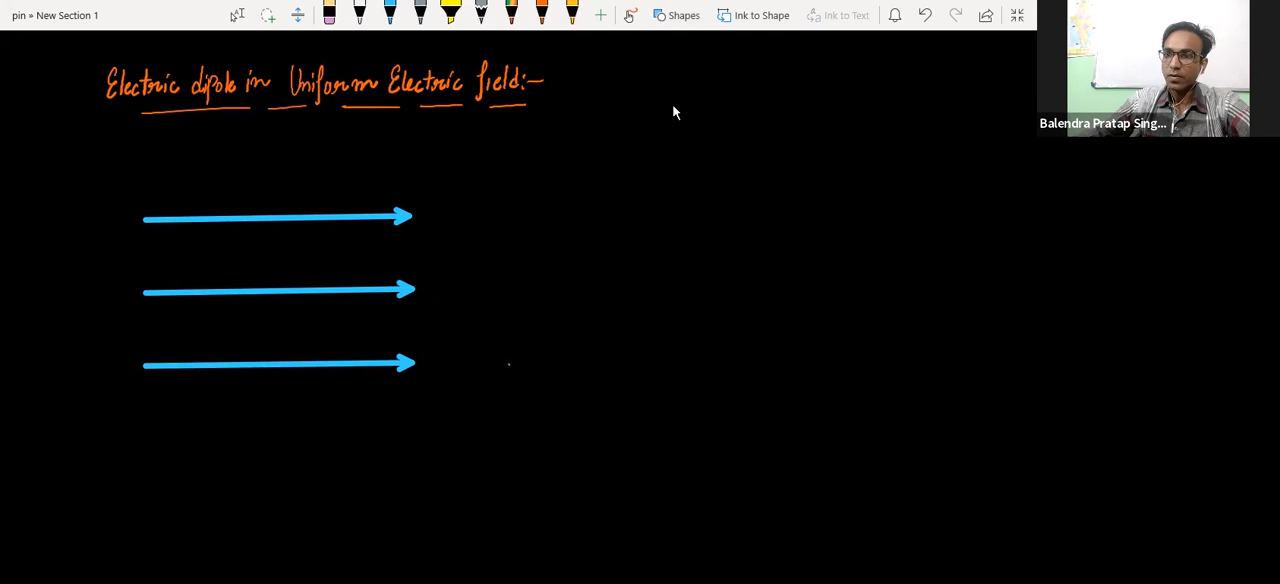 pin » New Section 1
Shapes
Ink to Shape
Ink to Text
Electric dipole in Uniform Electric field:-
Balendra Pratap Sing...